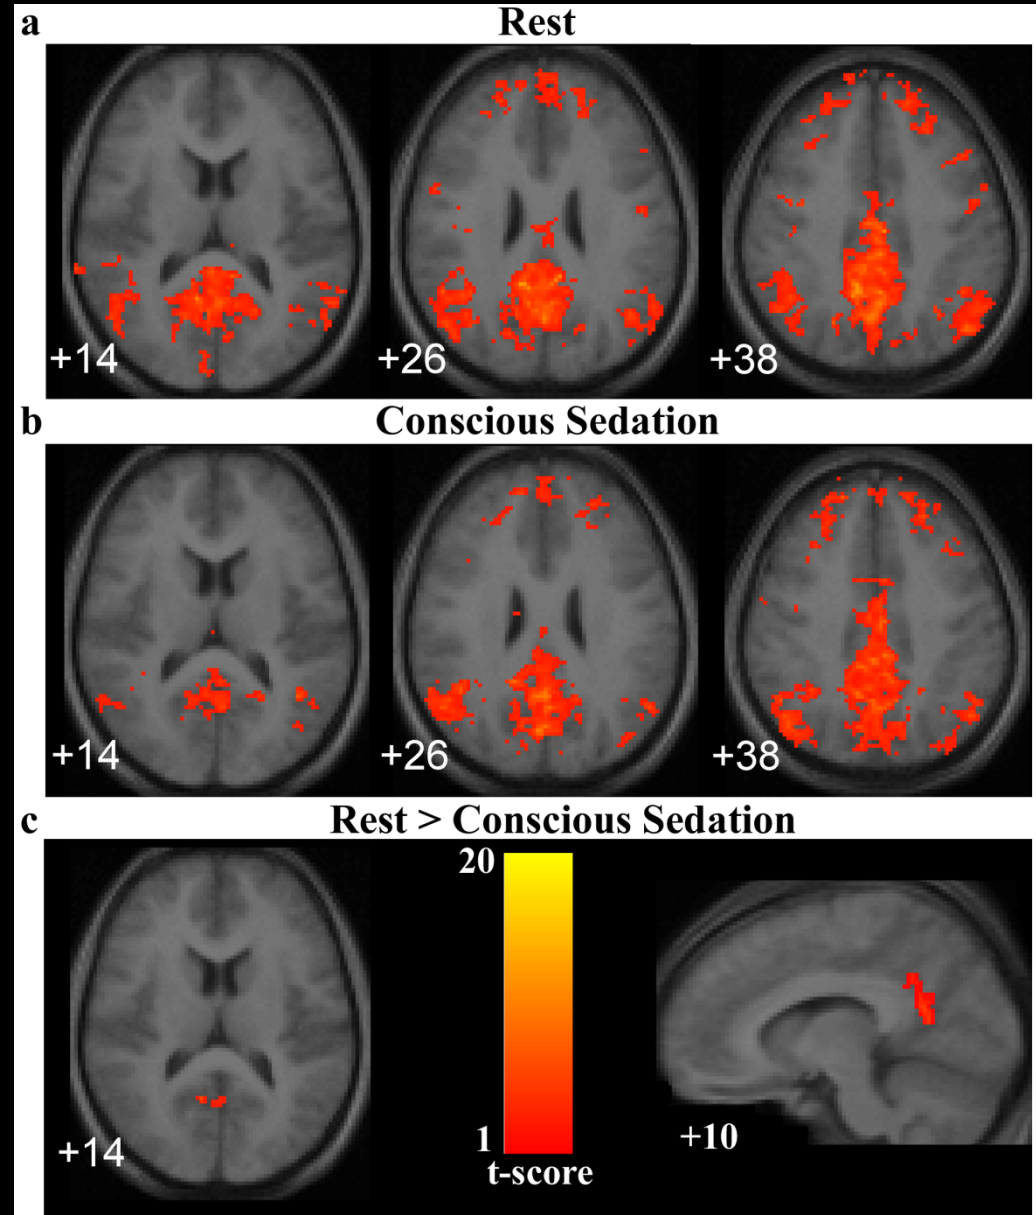 a
Rest
+14
+26
+38
b
Conscious Sedation
+14
+26
+38
c
Rest > Conscious Sedation
20
1
t-score
+14
+10